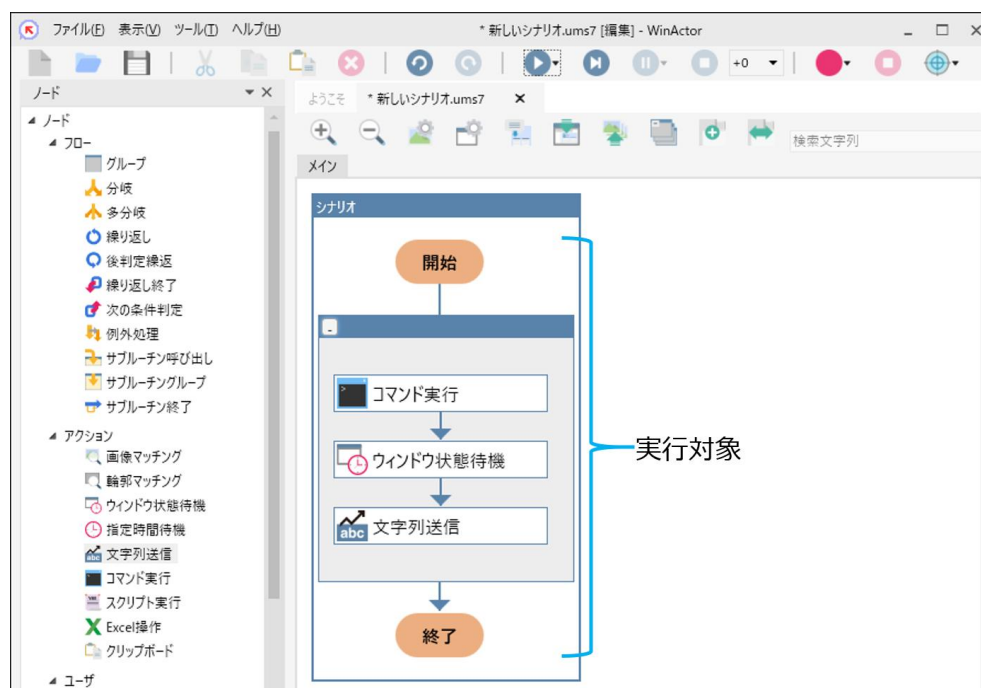 ファイル(F) 表示(V) ツール(T) ヘルプ(H) * 新しいシナリオ.ums7 [編集] - WinActor
+0
ノード
ようこそ * 新しいシナリオ.ums7
検索文字列
メイン
ノード
フロー
グループ
分岐
多分岐
繰り返し
後判定繰返
繰り返し終了
次の条件判定
例外処理
サブルーチン呼び出し
サブルーチングループ
サブルーチン終了
アクション
画像マッチング
輪郭マッチング
ウィンドウ状態待機
指定時間待機
文字列送信
コマンド実行
スクリプト実行
Excel操作
クリップボード
ユーザ
シナリオ
開始
コマンド実行
ウィンドウ状態待機
abc 文字列送信
終了
実行対象